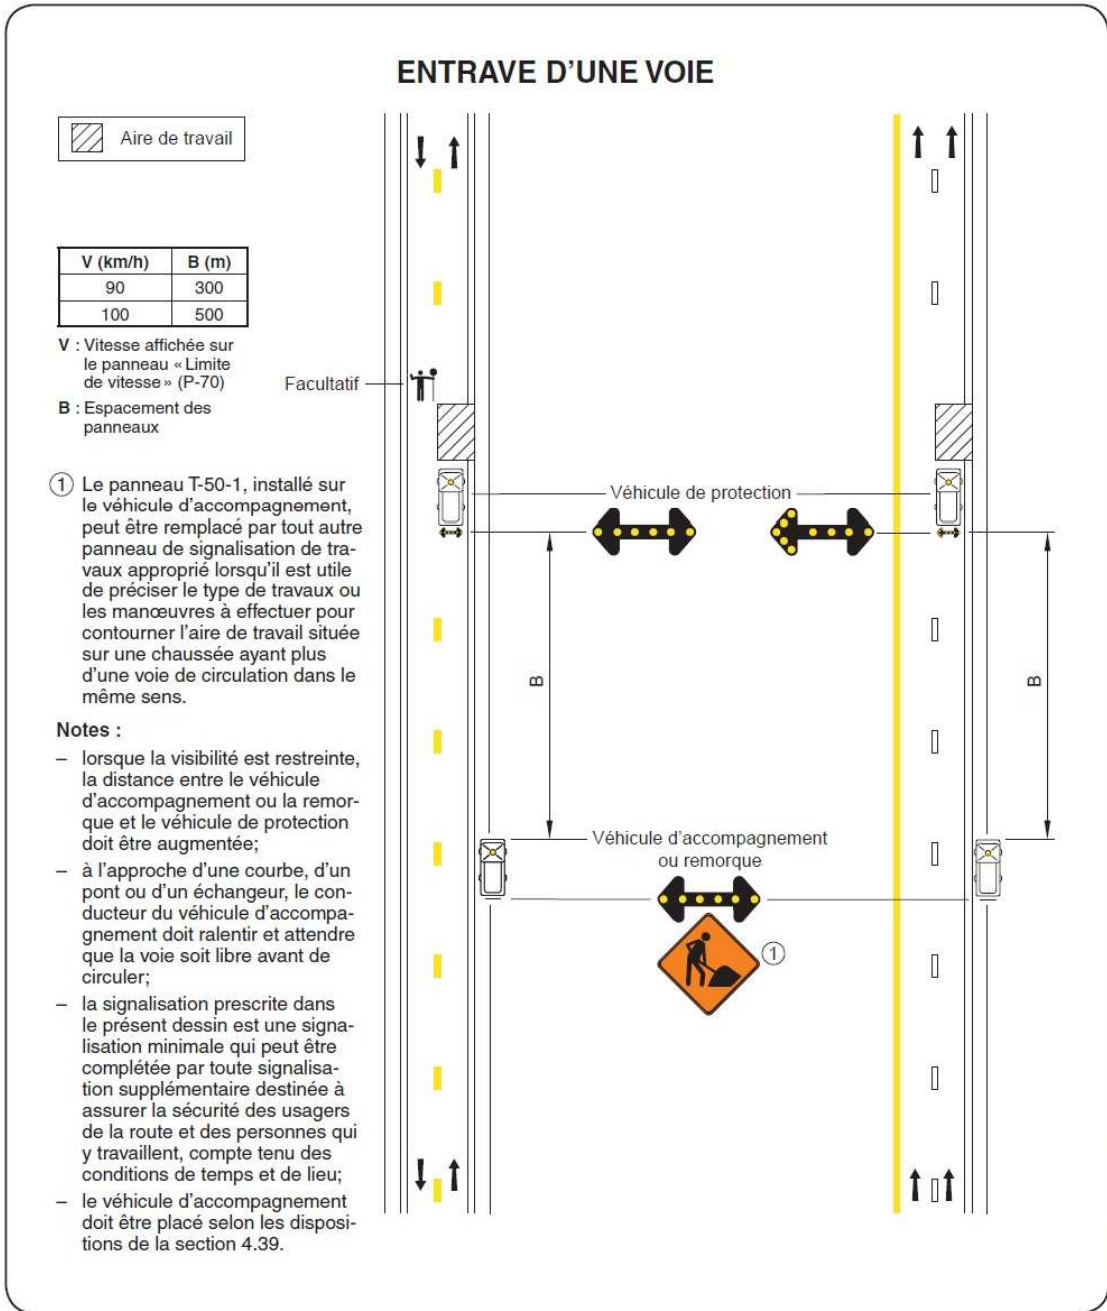 ENTRAVE D'UNE VOIE
Aire de travail
V (km/h) B (m)
90 300
100 500
V : Vitesse affichée sur
le panneau « Limite
de vitesse » (P-70)
B : Espacement des
panneaux
Facultatif
① Le panneau T-50-1, installé sur
le véhicule d'accompagnement,
peut être remplacé par tout autre
panneau de signalisation de tra-
vaux approprié lorsqu'il est utile
de préciser le type de travaux ou
les manœuvres à effectuer pour
contourner l'aire de travail située
sur une chaussée ayant plus
d'une voie de circulation dans le
même sens.
Notes :
– lorsque la visibilité est restreinte,
la distance entre le véhicule
d'accompagnement ou la remor-
que et le véhicule de protection
doit être augmentée;
– à l'approche d'une courbe, d'un
pont ou d'un échangeur, le con-
ducteur du véhicule d'accompa-
gnement doit ralentir et attendre
que la voie soit libre avant de
circuler;
– la signalisation prescrite dans
le présent dessin est une signa-
lisation minimale qui peut être
complétée par toute signalisa-
tion supplémentaire destinée à
assurer la sécurité des usagers
de la route et des personnes qui
y travaillent, compte tenu des
conditions de temps et de lieu;
– le véhicule d'accompagnement
doit être placé selon les disposi-
tions de la section 4.39.
Véhicule de protection
B
B
Véhicule d'accompagnement
ou remorque
①